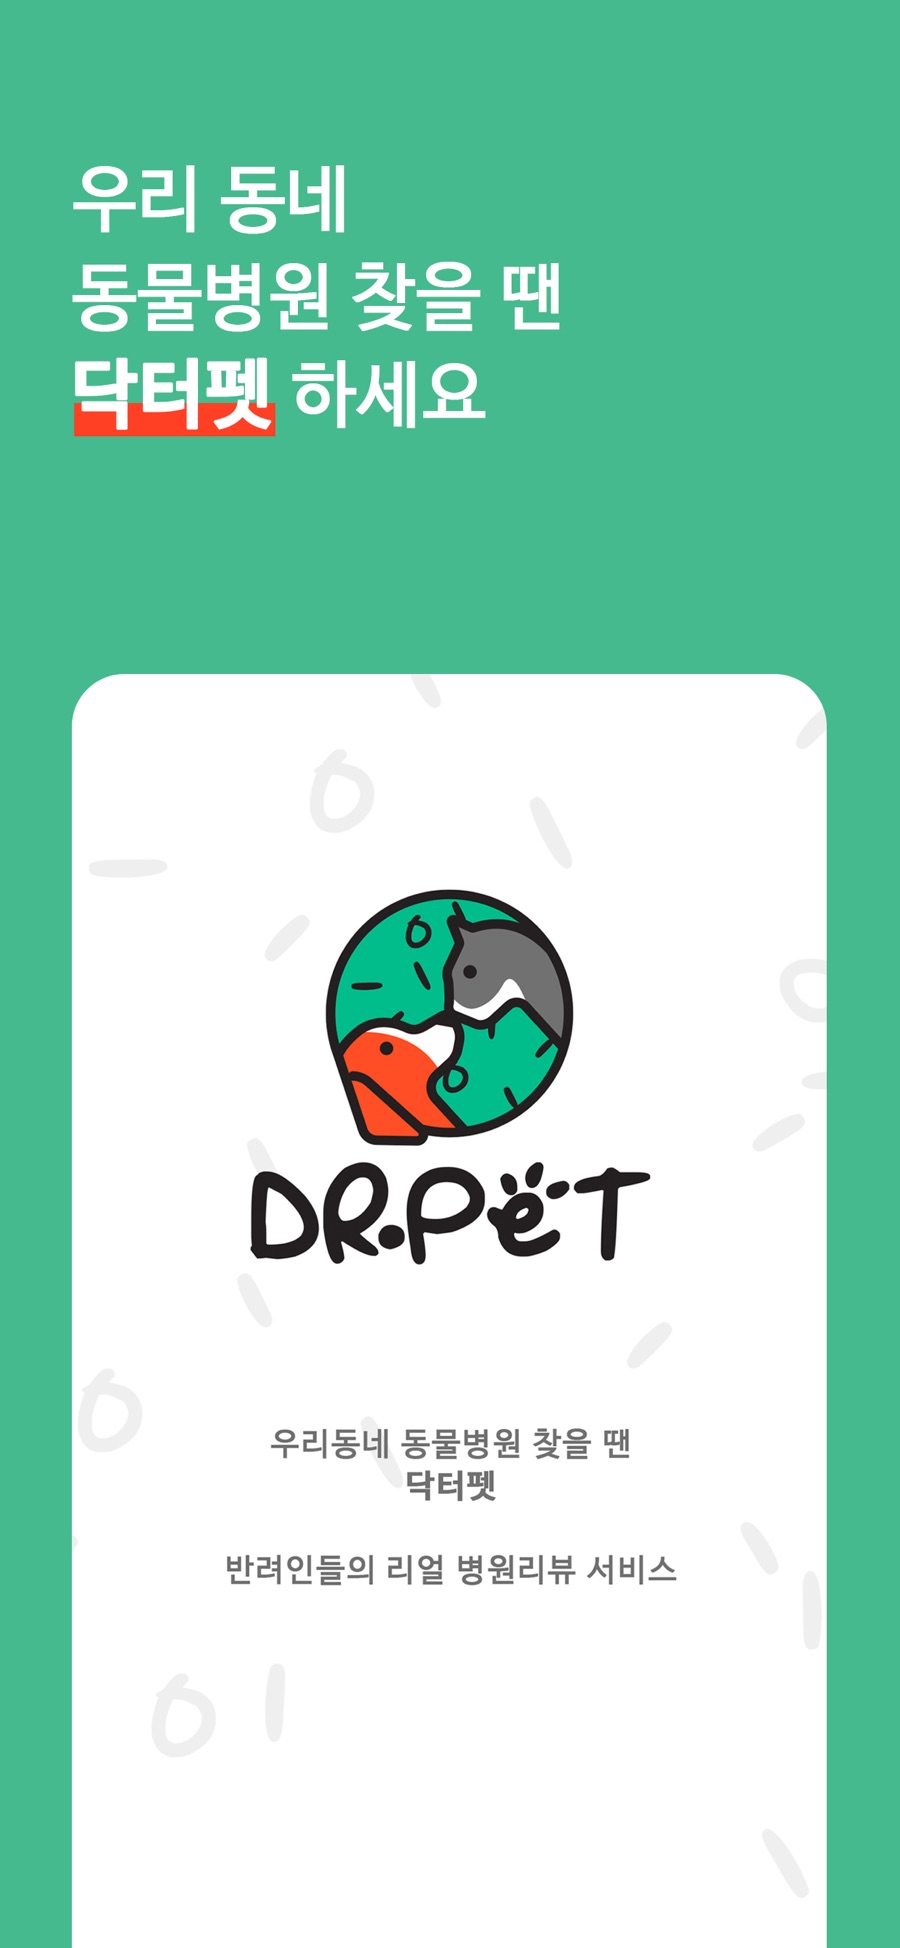 우리 동네
동물병원 찾을 땐
닥터펫 하세요
DR.PeT
우리동네 동물병원 찾을 땐
닥터펫
반려인들의 리얼 병원리뷰 서비스